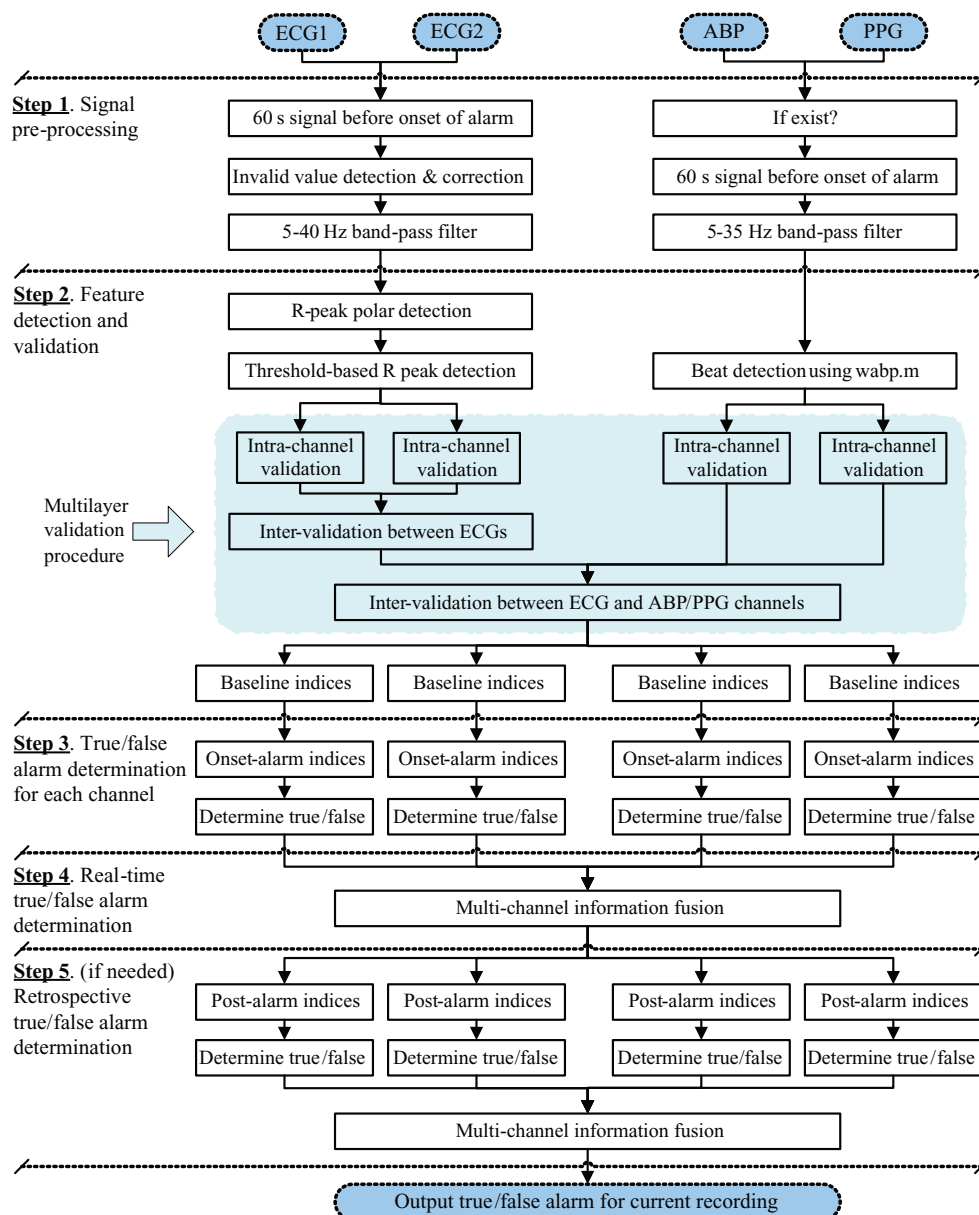 ECG1
ECG2
ABP
PPG
Step 1. Signal
pre-processing
60 s signal before onset of alarm
If exist?
Invalid value detection & correction
60 s signal before onset of alarm
5-40 Hz band-pass filter
5-35 Hz band-pass filter
Step 2. Feature
detection and
validation
R-peak polar detection
Threshold-based R peak detection
Beat detection using wabp.m
Intra-channel
validation
Intra-channel
validation
Intra-channel
validation
Intra-channel
validation
Multilayer
validation
procedure
Inter-validation between ECGs
Inter-validation between ECG and ABP/PPG channels
Baseline indices
Baseline indices
Baseline indices
Baseline indices
Step 3. True/false
alarm determination
for each channel
Onset-alarm indices
Onset-alarm indices
Onset-alarm indices
Onset-alarm indices
Determine true/false
Determine true/false
Determine true/false
Determine true/false
Step 4. Real-time
true/false alarm
determination
Multi-channel information fusion
Step 5. (if needed)
Retrospective
true/false alarm
determination
Post-alarm indices
Post-alarm indices
Post-alarm indices
Post-alarm indices
Determine true/false
Determine true/false
Determine true/false
Determine true/false
Multi-channel information fusion
Output true/false alarm for current recording